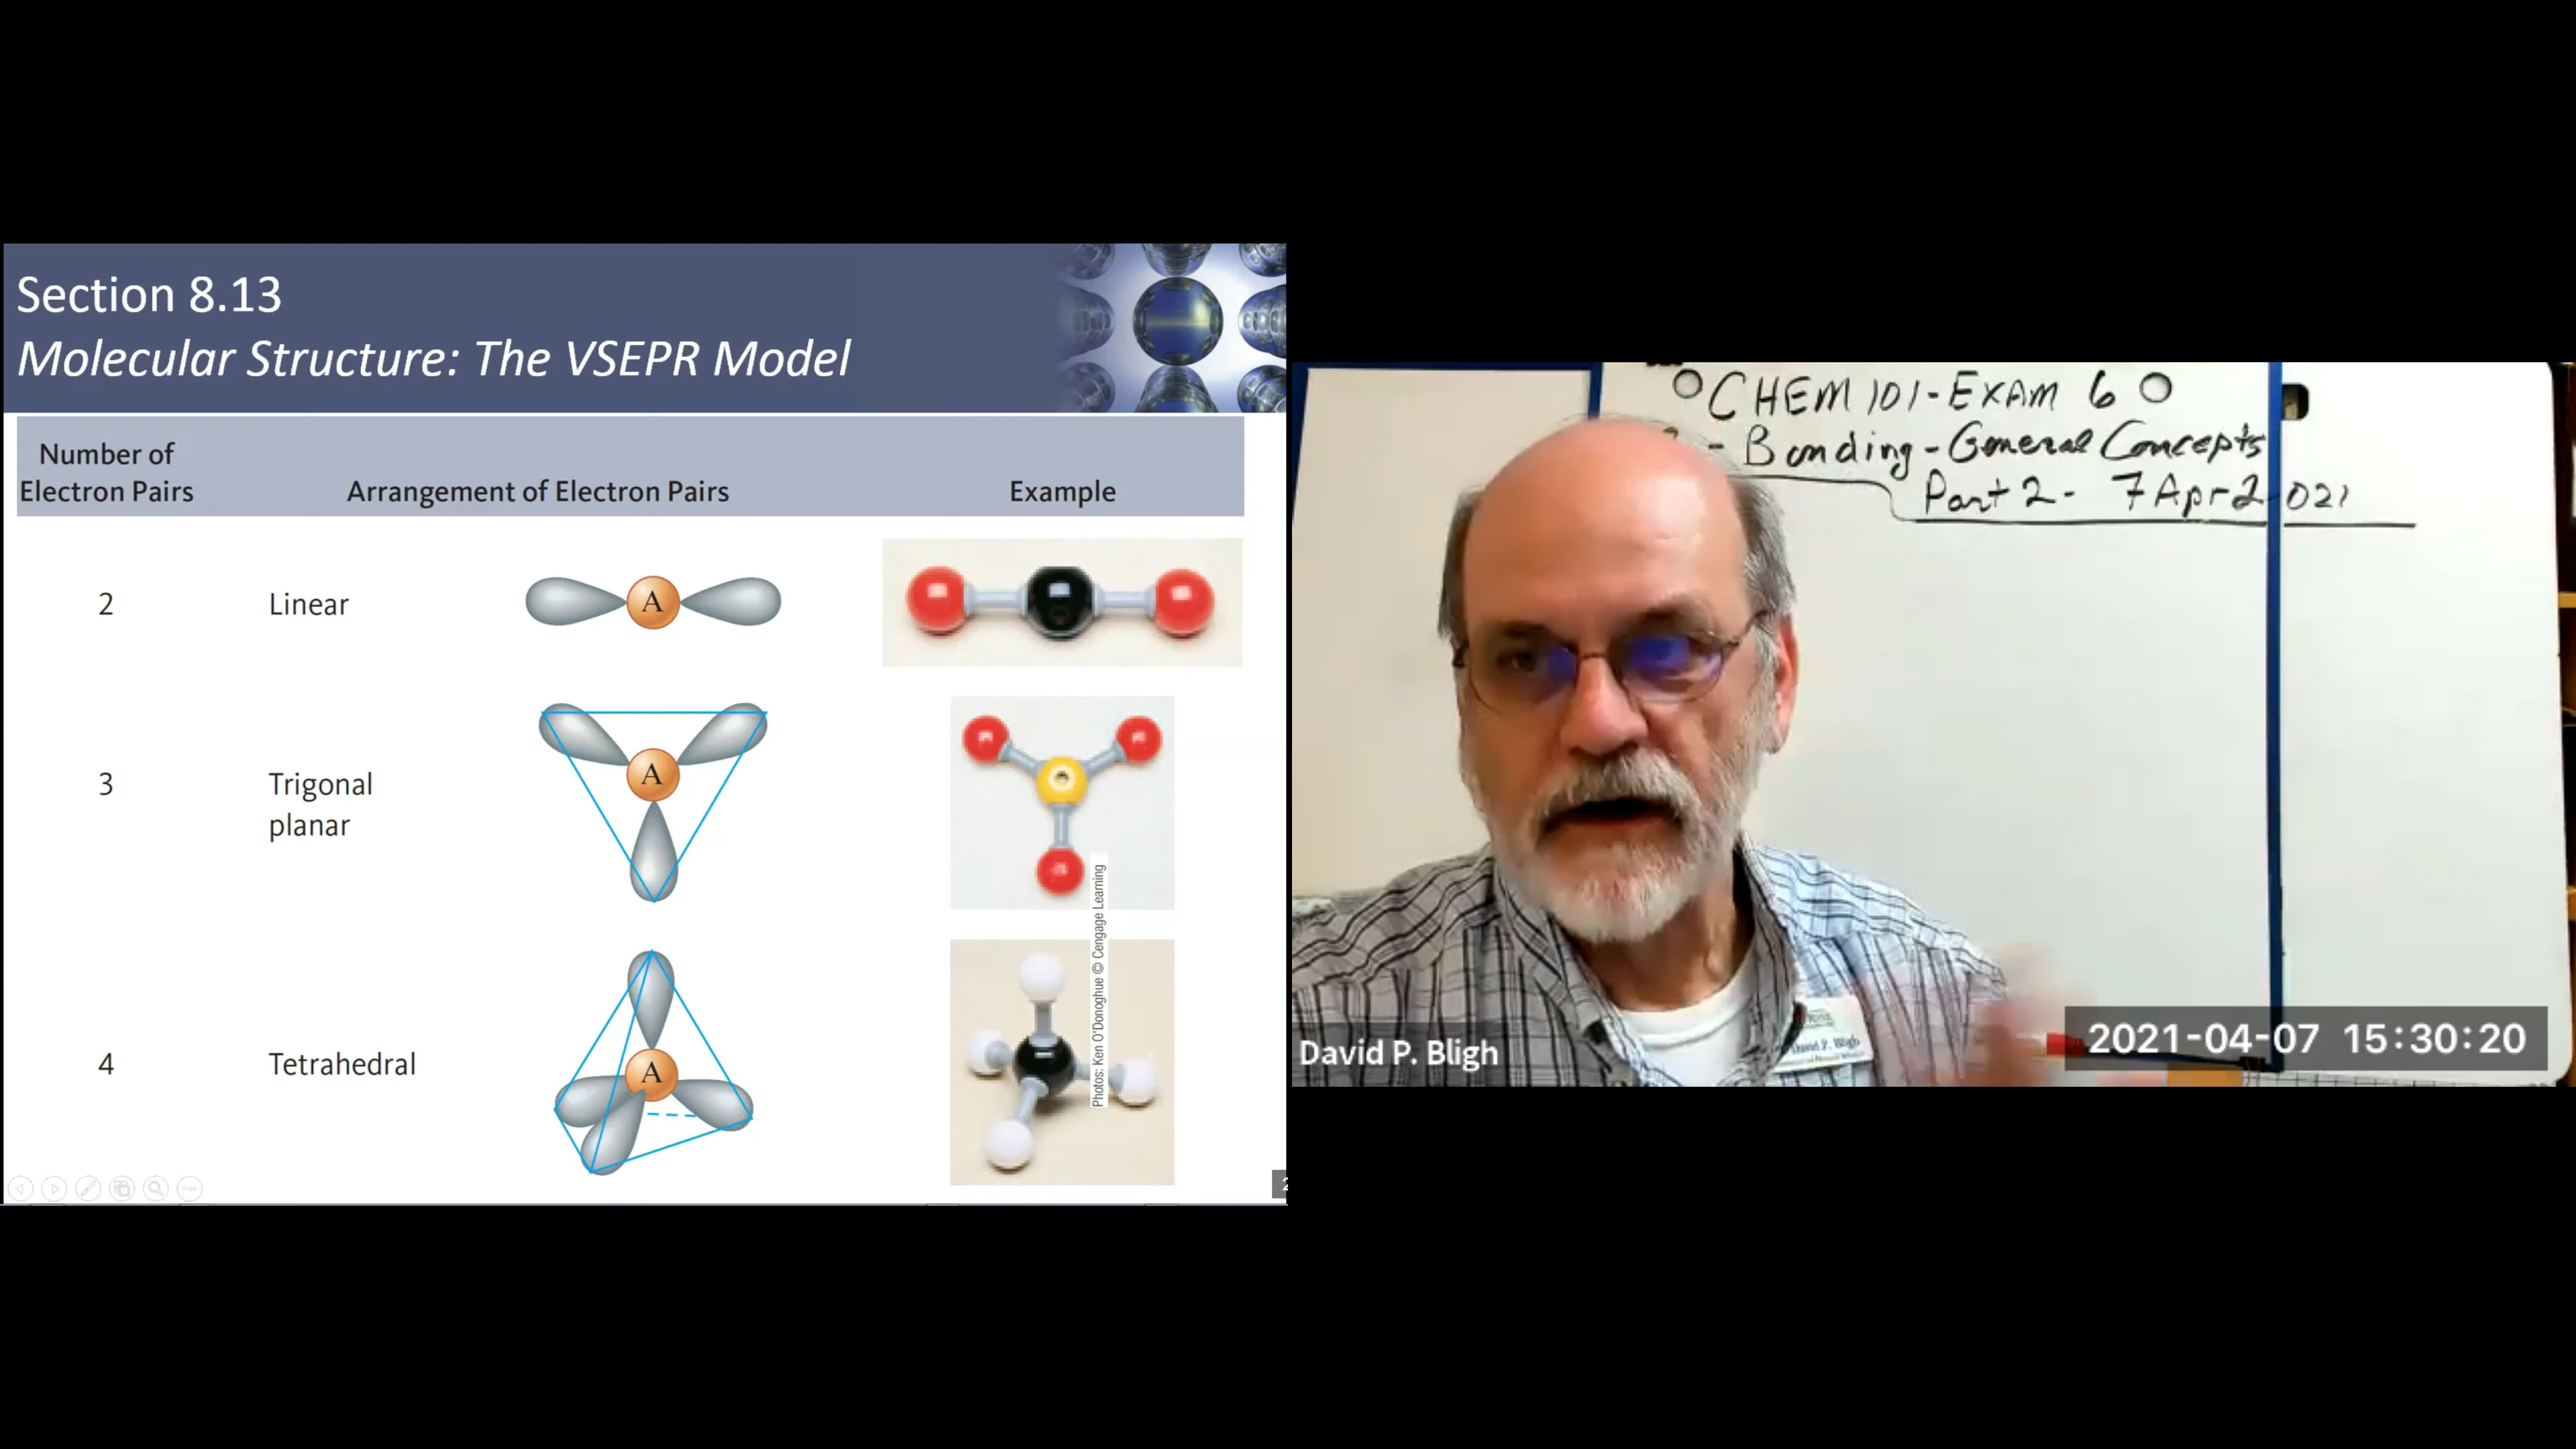 Section 8.13
Molecular Structure: The VSEPR Model
Number of
Electron Pairs
Arrangement of Electron Pairs
Example
2
Linear
A
3
Trigonal
planar
A
4
Tetrahedral
A
Photos: Ken O'Donoghue © Cengage Learning
CHEM 101 - EXAM 6
- Bonding - General Concepts
Part 2 - 7 Apr 2021
David P. Bligh
David P. Bligh
2021-04-07 15:30:20